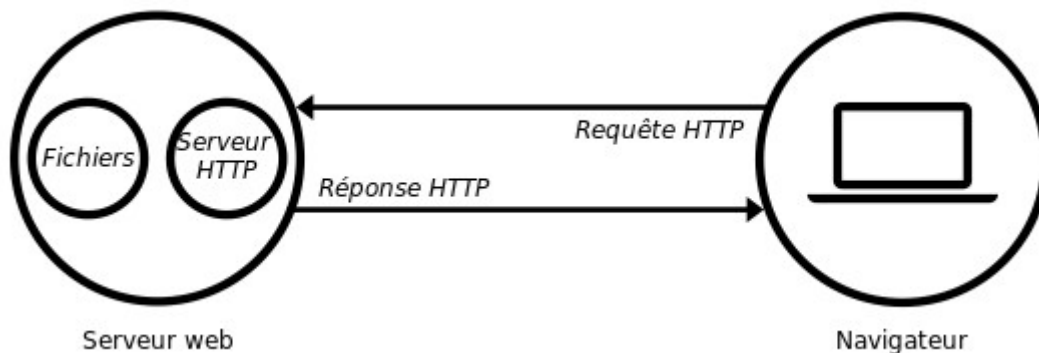 Fichiers
Serveur
HTTP
Requête HTTP
Réponse HTTP
Serveur web
Navigateur